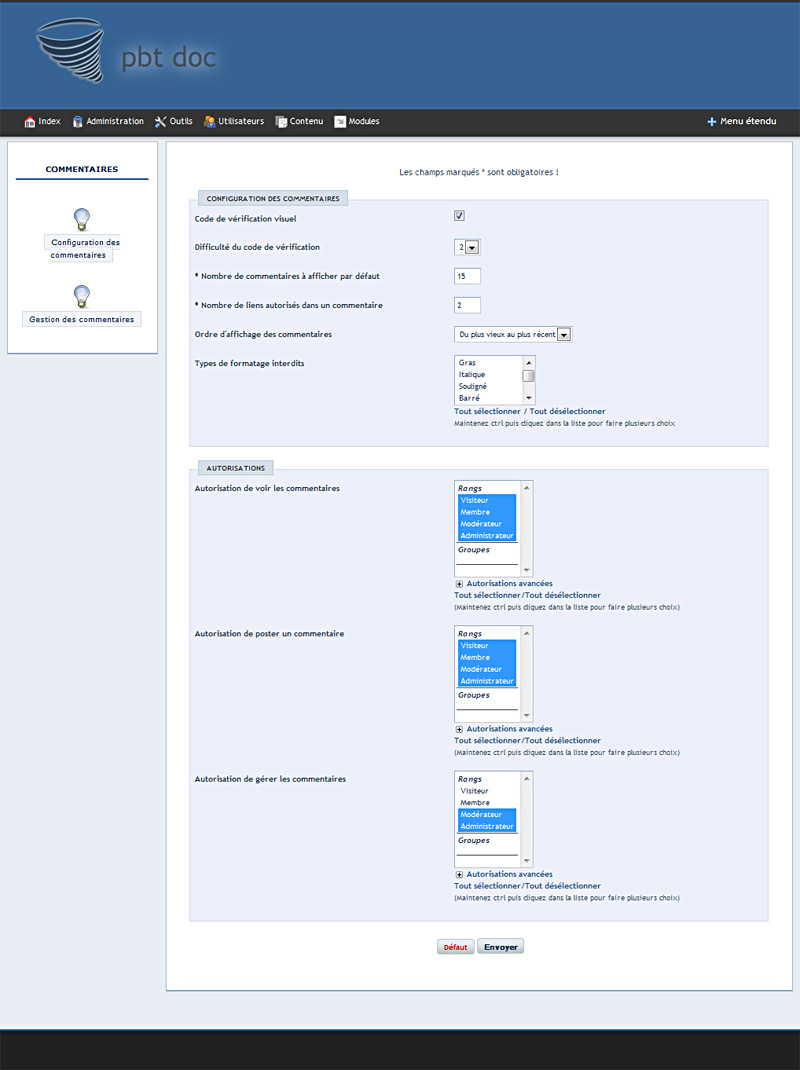 pbt doc
Index Administration Outils Utilisateurs Contenu Modules Menu étendu
COMMENTAIRES
Configuration des
commentaires
Gestion des commentaires
Les champs marqués * sont obligatoires !
CONFIGURATION DES COMMENTAIRES
Code de vérification visuel
Difficulté du code de vérification 2
* Nombre de commentaires à afficher par défaut 15
* Nombre de liens autorisés dans un commentaire 2
Ordre d'affichage des commentaires Du plus vieux au plus récent
Types de formatage interdits Gras
Italique
Souligné
Barré
Tout sélectionner / Tout désélectionner
Maintenez ctrl puis cliquez dans la liste pour faire plusieurs choix
AUTORISATIONS
Autorisation de voir les commentaires Rangs
Visiteur
Membre
Modérateur
Administrateur
Groupes
Autorisations avancées
Tout sélectionner/Tout désélectionner
(Maintenez ctrl puis cliquez dans la liste pour faire plusieurs choix)
Autorisation de poster un commentaire Rangs
Visiteur
Membre
Modérateur
Administrateur
Groupes
Autorisations avancées
Tout sélectionner/Tout désélectionner
(Maintenez ctrl puis cliquez dans la liste pour faire plusieurs choix)
Autorisation de gérer les commentaires Rangs
Visiteur
Membre
Modérateur
Administrateur
Groupes
Autorisations avancées
Tout sélectionner/Tout désélectionner
(Maintenez ctrl puis cliquez dans la liste pour faire plusieurs choix)
Défaut Envoyer